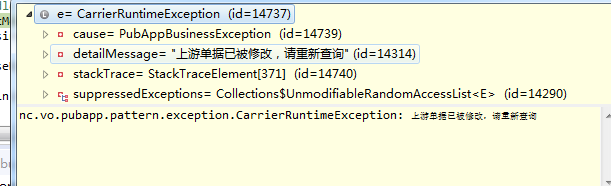 e= CarrierRuntimeException (id=14737)
cause= PubAppBusinessException (id=14739)
detailMessage= "上游单据已被修改，请重新查询" (id=14314)
stackTrace= StackTraceElement[371] (id=14740)
suppressedExceptions= Collections$UnmodifiableRandomAccessList<E> (id=14290)
nc.vo.pubapp.pattern.exception.CarrierRuntimeException: 上游单据已被修改，请重新查询